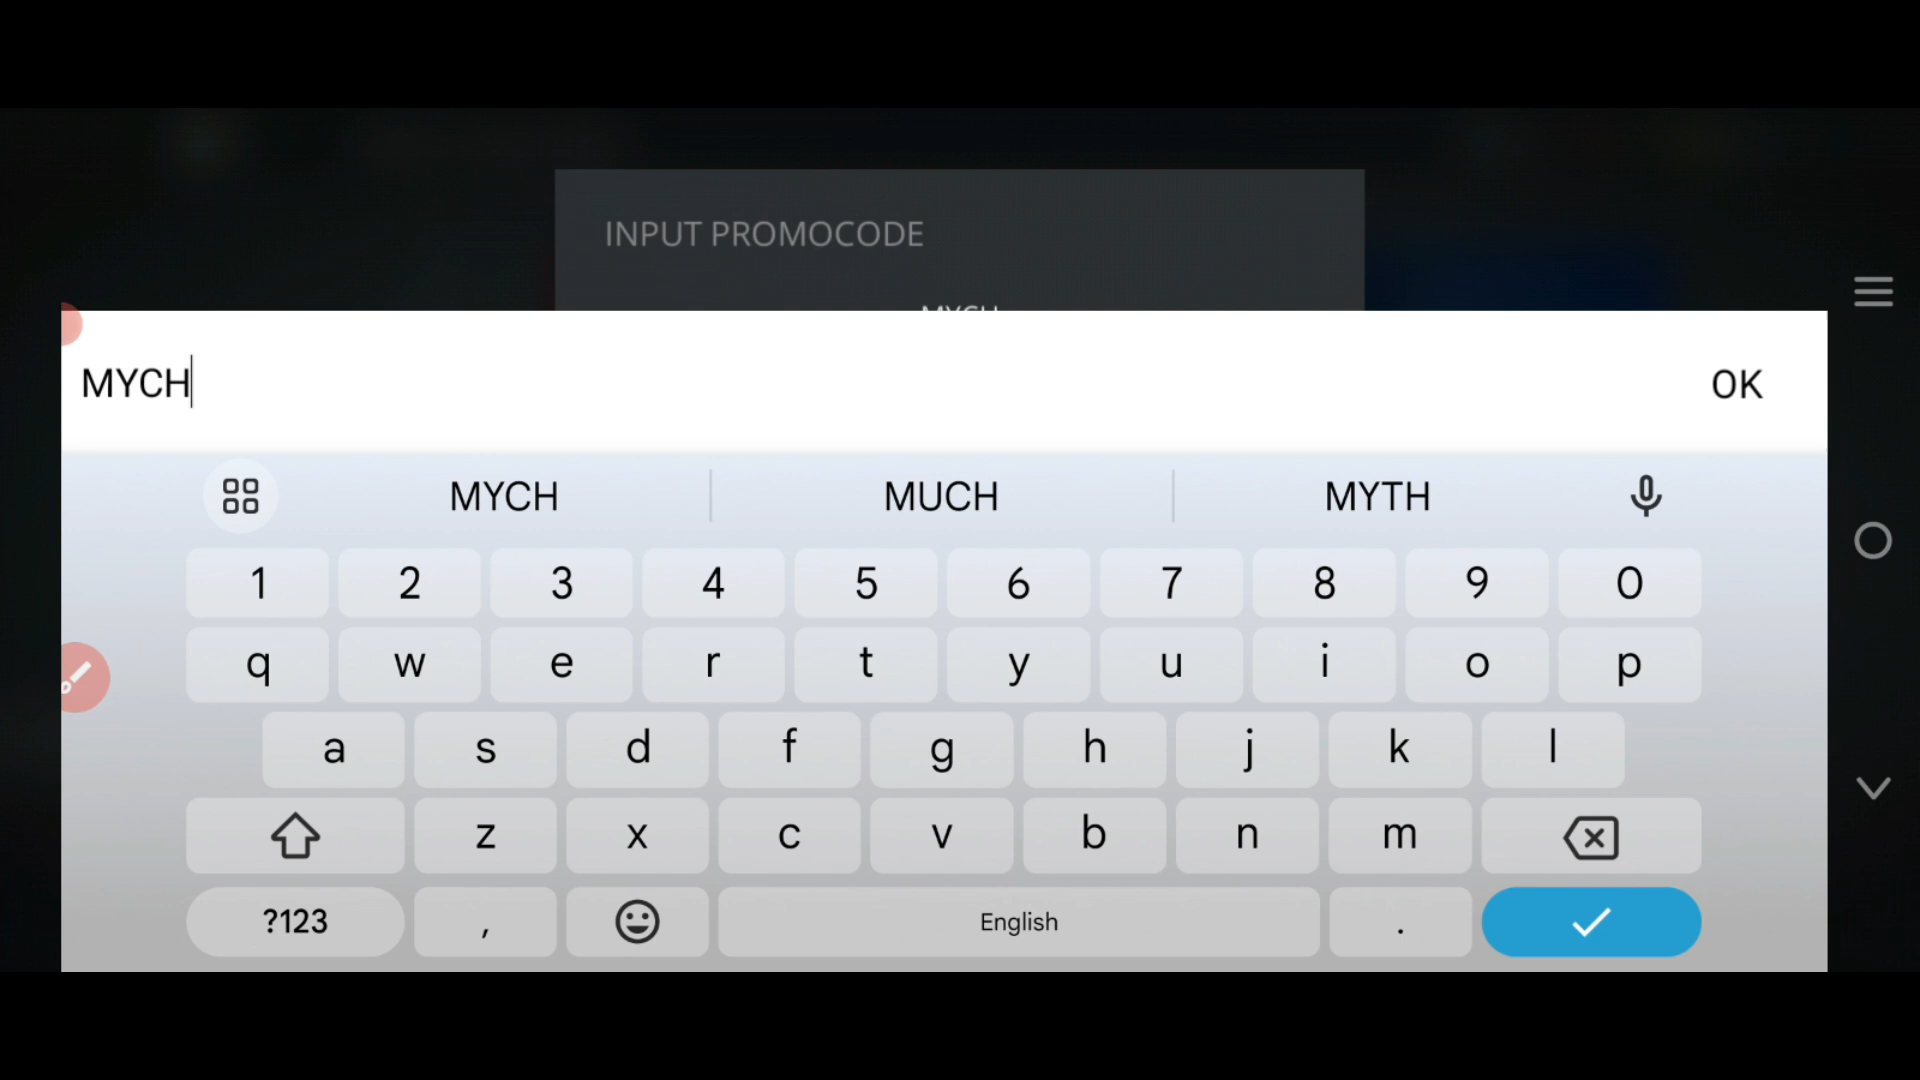 INPUT PROMOCODE
MYCH
MYCH OK
MYCH MUCH MYTH
1 2 3 4 5 6 7 8 9 0
q w e r t y u i o p
a s d f g h j k l
z x c v b n m
?123 , English .